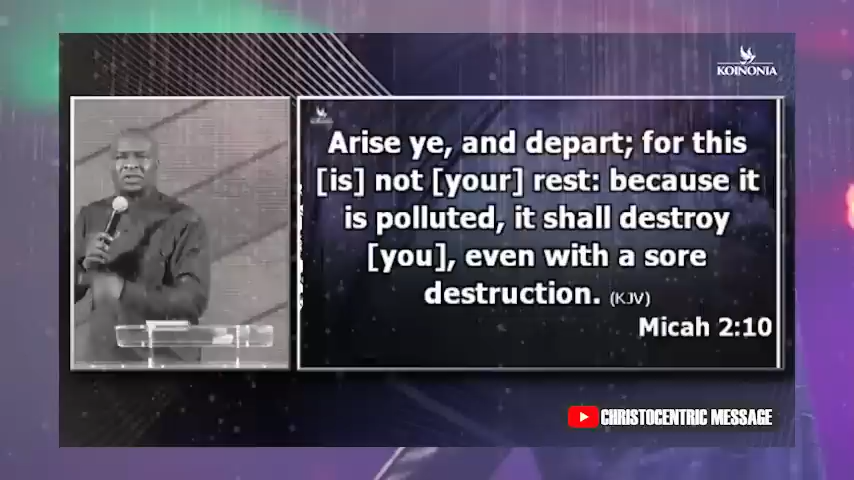 KOINONIA
KOINONIA
Arise ye, and depart; for this
[is] not [your] rest: because it
is polluted, it shall destroy
[you], even with a sore
destruction. (KJV)
Micah 2:10
CHRISTOCENTRIC MESSAGE